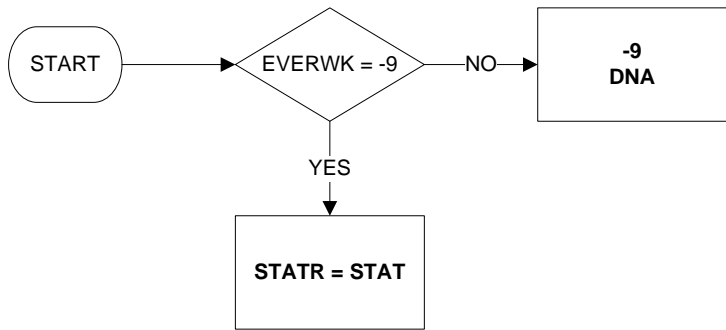 START
EVERWK = -9
NO
-9
DNA
YES
STATR = STAT